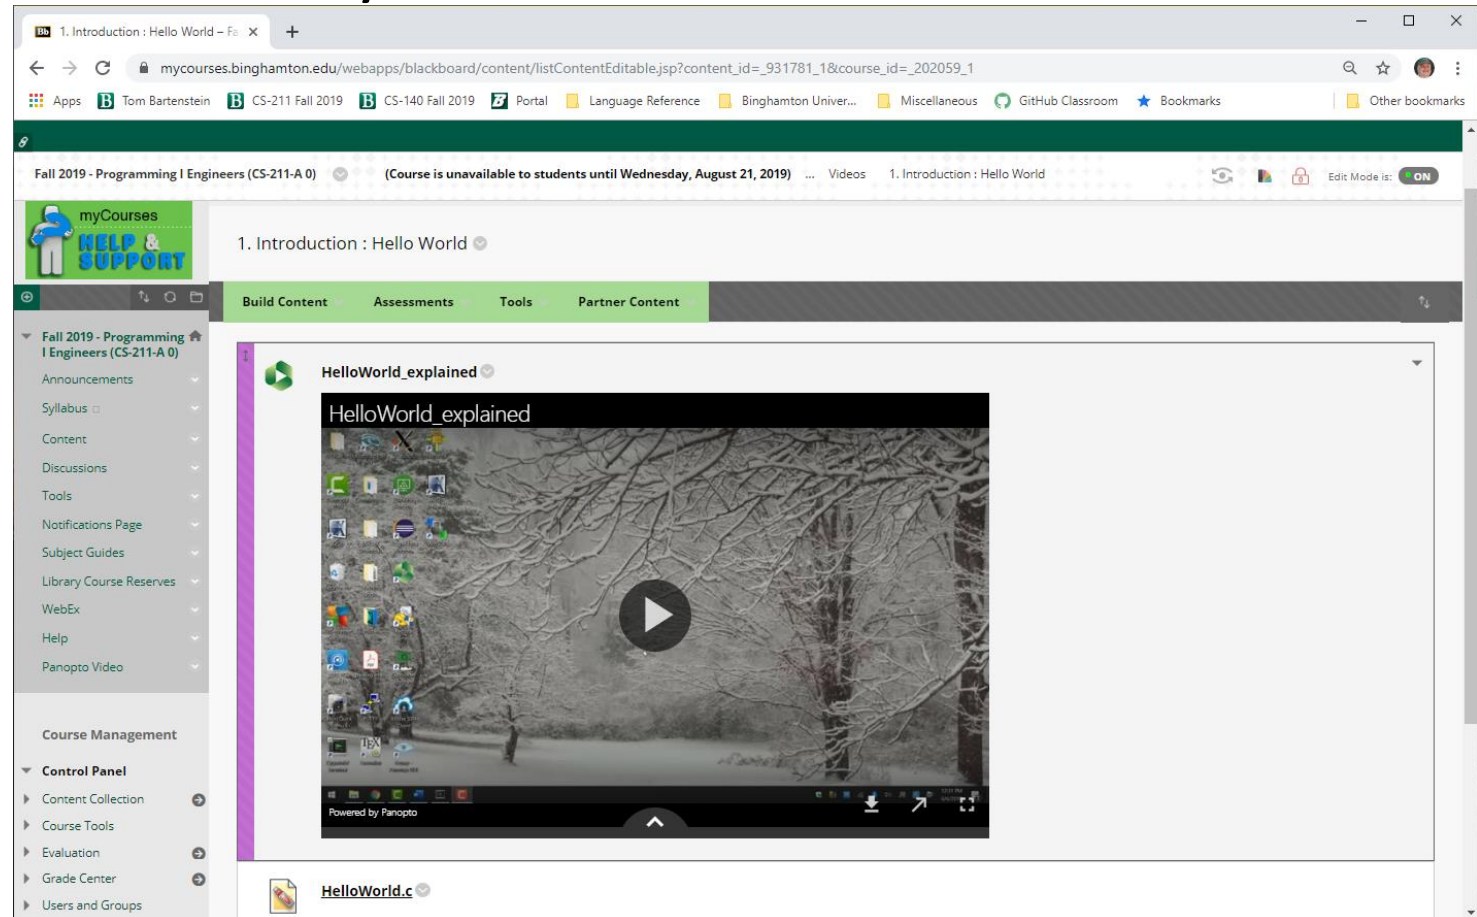 1. Introduction : Hello World – Fa
mycourses.binghamton.edu/webapps/blackboard/content/listContentEditable.jsp?content_id=_931781_1&course_id=_202059_1
Apps Tom Bartenstein CS-211 Fall 2019 CS-140 Fall 2019 Portal Language Reference Binghamton Univer... Miscellaneous GitHub Classroom Bookmarks Other bookmarks
Fall 2019 - Programming I Engineers (CS-211-A 0) (Course is unavailable to students until Wednesday, August 21, 2019) ... Videos 1. Introduction : Hello World Edit Mode is: ON
myCourses
HELP &
SUPPORT
1. Introduction : Hello World
Build Content Assessments Tools Partner Content
Fall 2019 - Programming
I Engineers (CS-211-A 0)
Announcements
Syllabus
Content
Discussions
Tools
Notifications Page
Subject Guides
Library Course Reserves
WebEx
Help
Panopto Video
Course Management
Control Panel
Content Collection
Course Tools
Evaluation
Grade Center
Users and Groups
HelloWorld_explained
HelloWorld_explained
Powered by Panopto
HelloWorld.c